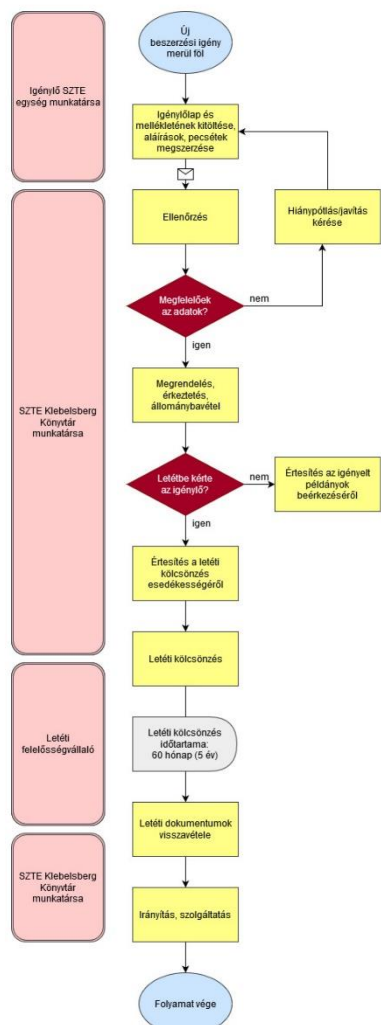 Új
beszerzési igény
merül föl
Igénylő SZTE
egység munkatársa
Igénylőlap és
mellékletének kitöltése,
aláírások, pecsétek
megszerzése
Ellenőrzés
Hiánypótlás/javítás
kérése
Megfelelőek
az adatok?
nem
igen
SZTE Klebelsberg
Könyvtár
munkatársa
Megrendelés,
érkeztetés,
állománybavétel
Letétbe kérte
az igénylő?
nem
Értesítés az igényelt
példányok
beérkezéséről
igen
Értesítés a letéti
kölcsönzés
esedékességéről
Letéti kölcsönzés
Letéti
felelősségvállaló
Letéti kölcsönzés
időtartama:
60 hónap (5 év)
Letéti dokumentumok
visszavétele
SZTE Klebelsberg
Könyvtár
munkatársa
Irányítás, szolgáltatás
Folyamat vége